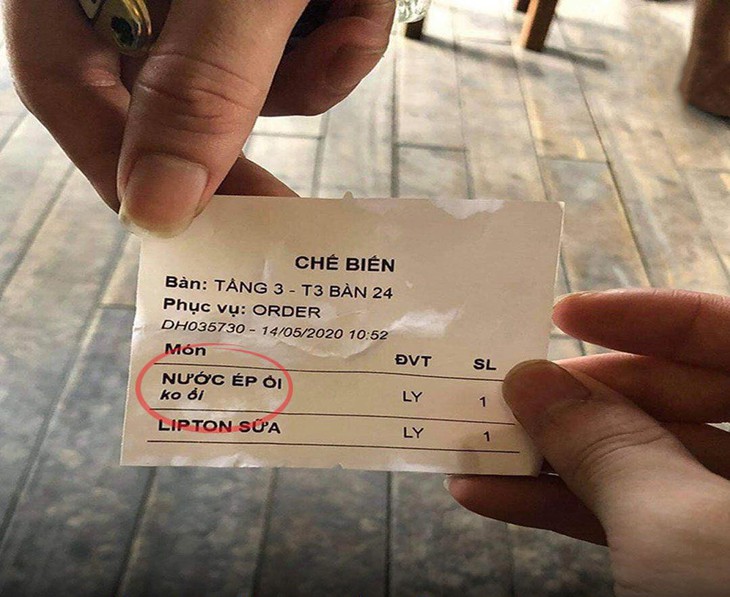 CHẾ BIẾN
Bàn: TẦNG 3 - T3 BÀN 24
Phục vụ: ORDER
DH035730 - 14/05/2020 10:52
Món ĐVT SL
NƯỚC ÉP ỔI LY 1
ko ổi
LIPTON SỮA LY 1